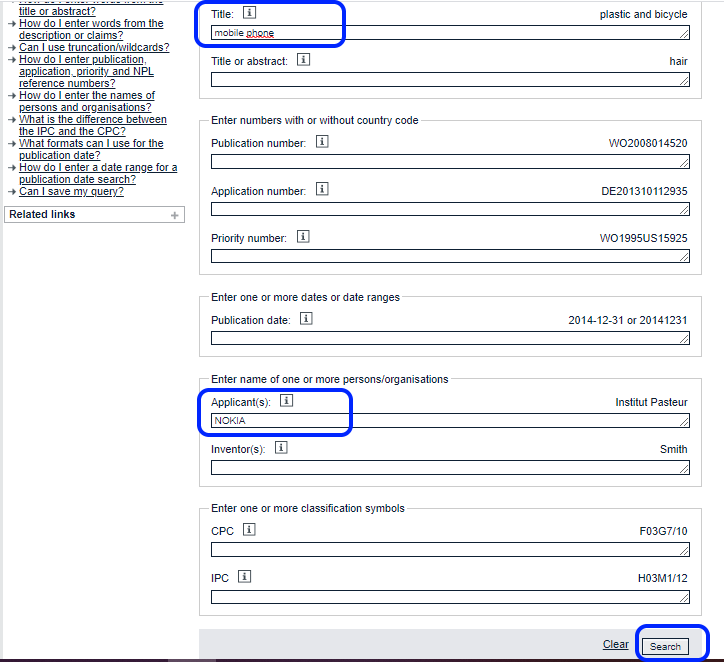 title or abstract?
How do I enter words from the
description or claims?
Can I use truncation/wildcards?
How do I enter publication,
application, priority and NPL
reference numbers?
How do I enter the names of
persons and organisations?
What is the difference between
the IPC and the CPC?
What formats can I use for the
publication date?
How do I enter a date range for a
publication date search?
Can I save my query?
Related links +
Title: i plastic and bicycle
mobile phone
Title or abstract: i hair
Enter numbers with or without country code
Publication number: i WO2008014520
Application number: i DE201310112935
Priority number: i WO1995US15925
Enter one or more dates or date ranges
Publication date: i 2014-12-31 or 20141231
Enter name of one or more persons/organisations
Applicant(s): i Institut Pasteur
NOKIA
Inventor(s): i Smith
Enter one or more classification symbols
CPC i F03G7/10
IPC i H03M1/12
Clear Search